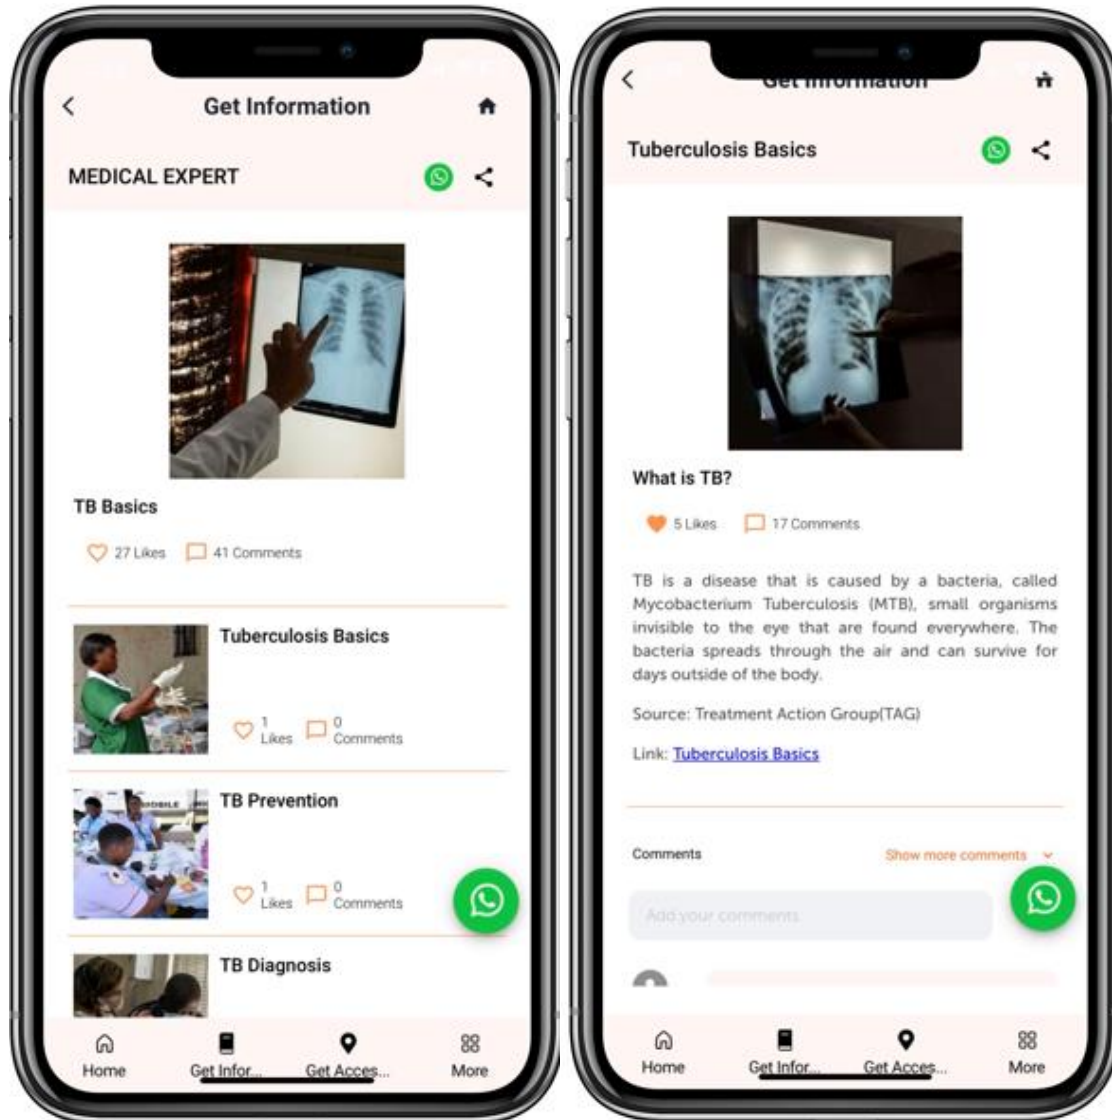 Get Information
MEDICAL EXPERT
TB Basics
27 Likes
41 Comments
Tuberculosis Basics
1
Likes
0
Comments
MOBILE
TB Prevention
1
Likes
0
Comments
TB Diagnosis
Home
Get Infor...
Get Acces...
More
Get Information
Tuberculosis Basics
What is TB?
5 Likes
17 Comments
TB is a disease that is caused by a bacteria, called
Mycobacterium Tuberculosis (MTB), small organisms
invisible to the eye that are found everywhere. The
bacteria spreads through the air and can survive for
days outside of the body.
Source: Treatment Action Group(TAG)
Link: Tuberculosis Basics
Comments
Show more comments
Add your comments
Home
Get Infor...
Get Acces...
More